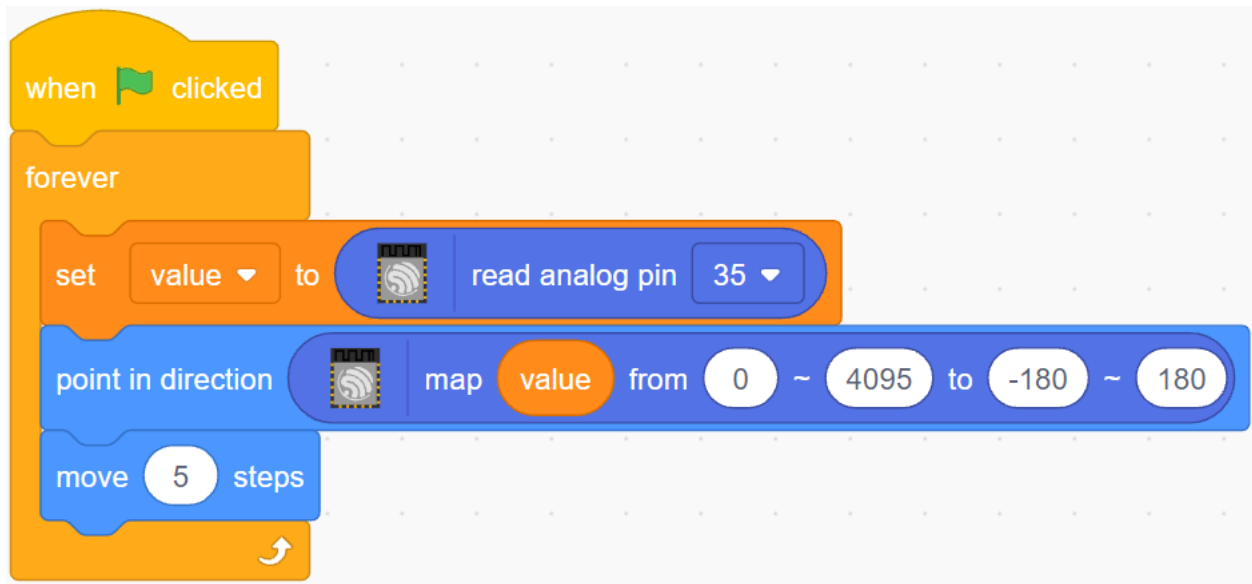 when clicked
forever
set value to read analog pin 35
point in direction map value from 0 ~ 4095 to -180 ~ 180
move 5 steps